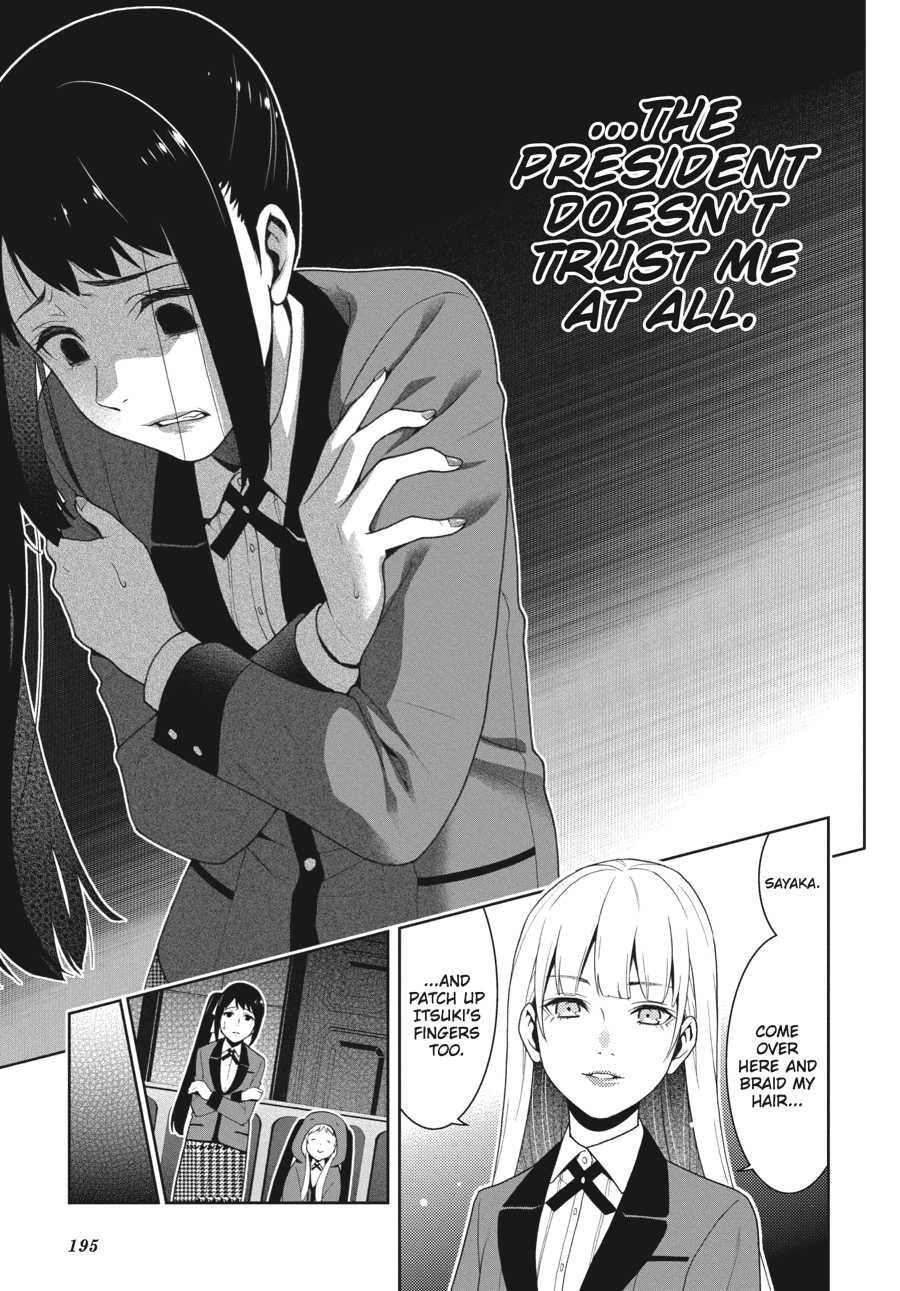 ...THE
PRESIDENT
DOESN'T
TRUST ME
AT ALL.
SAYAKA.
COME
OVER
HERE AND
BRAID MY
HAIR...
...AND
PATCH UP
ITSUKI'S
FINGERS
TOO.
195